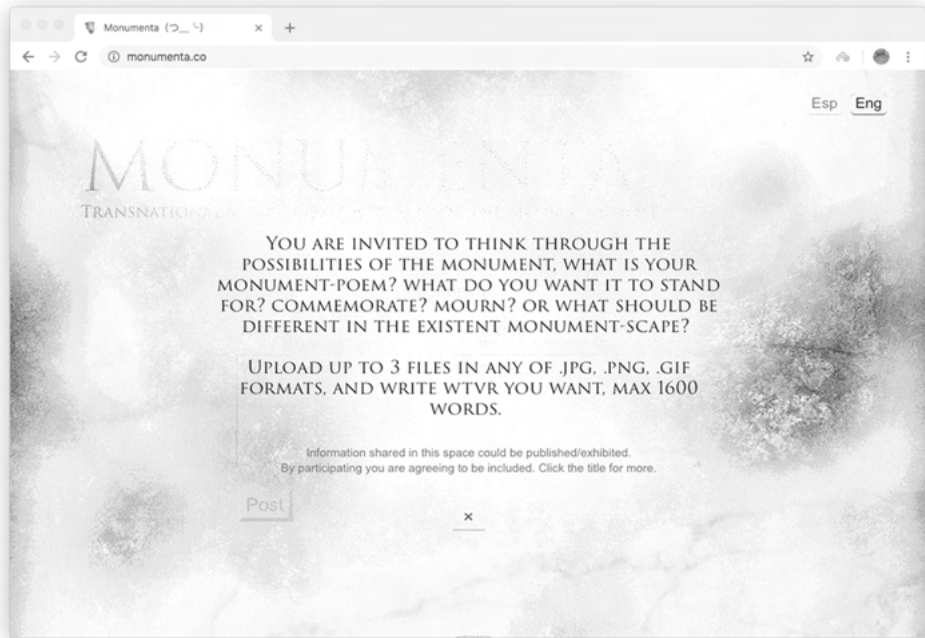 Monumenta (つ__
monumenta.co
Esp Eng
MONUMENTA
TRANSNATIONAL
YOU ARE INVITED TO THINK THROUGH THE
POSSIBILITIES OF THE MONUMENT, WHAT IS YOUR
MONUMENT-POEM? WHAT DO YOU WANT IT TO STAND
FOR? COMMEMORATE? MOURN? OR WHAT SHOULD BE
DIFFERENT IN THE EXISTENT MONUMENT-SCAPE?
UPLOAD UP TO 3 FILES IN ANY OF .JPG, .PNG, .GIF
FORMATS, AND WRITE WTVR YOU WANT, MAX 1600
WORDS.
Information shared in this space could be published/exhibited.
By participating you are agreeing to be included. Click the title for more.
Post
×